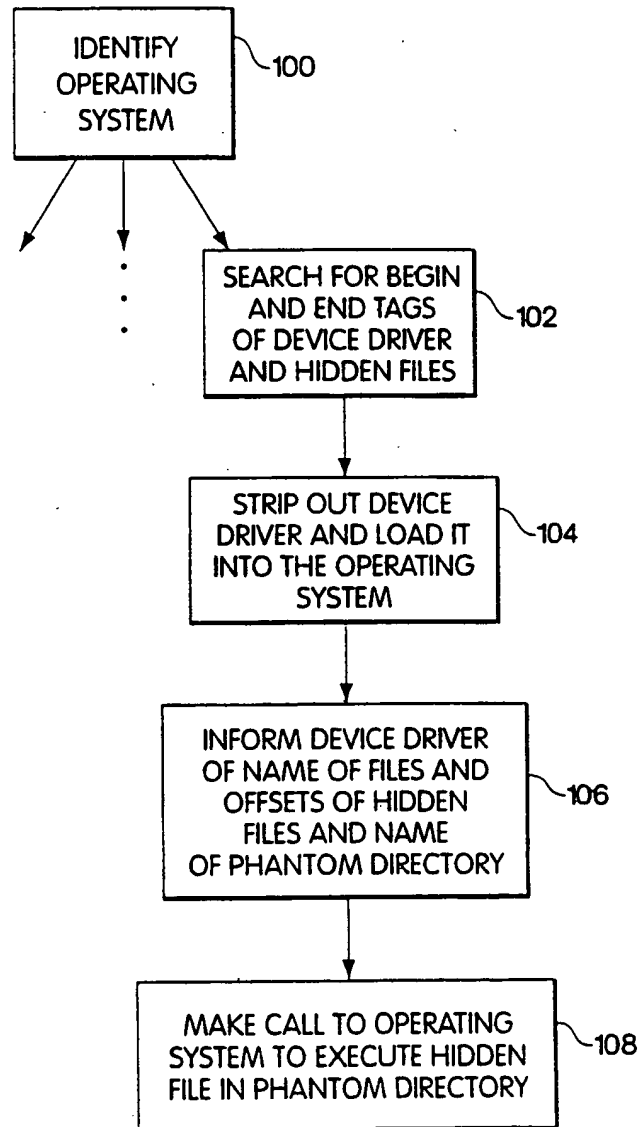 IDENTIFY
OPERATING
SYSTEM
100
SEARCH FOR BEGIN
AND END TAGS
OF DEVICE DRIVER
AND HIDDEN FILES
102
STRIP OUT DEVICE
DRIVER AND LOAD IT
INTO THE OPERATING
SYSTEM
104
INFORM DEVICE DRIVER
OF NAME OF FILES AND
OFFSETS OF HIDDEN
FILES AND NAME
OF PHANTOM DIRECTORY
106
MAKE CALL TO OPERATING
SYSTEM TO EXECUTE HIDDEN
FILE IN PHANTOM DIRECTORY
108